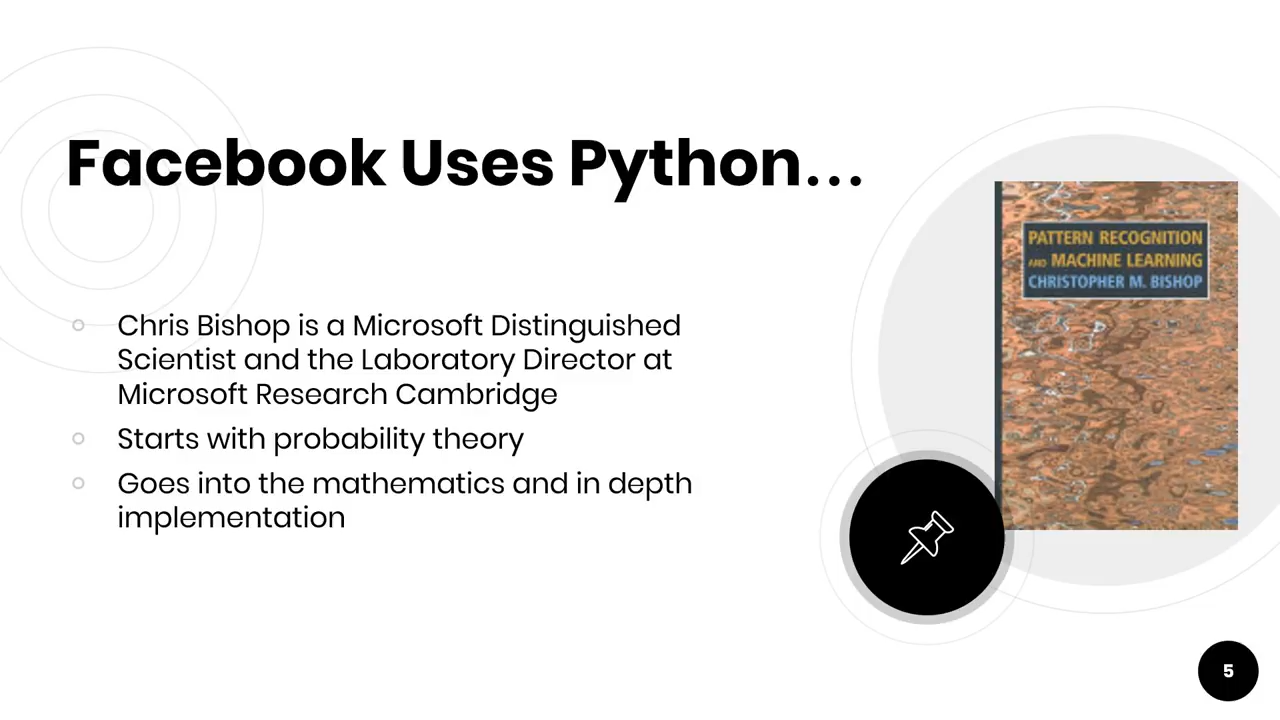 Facebook Uses Python...
Chris Bishop is a Microsoft Distinguished
Scientist and the Laboratory Director at
Microsoft Research Cambridge
Starts with probability theory
Goes into the mathematics and in depth
implementation
PATTERN RECOGNITION
AND MACHINE LEARNING
CHRISTOPHER M. BISHOP
5